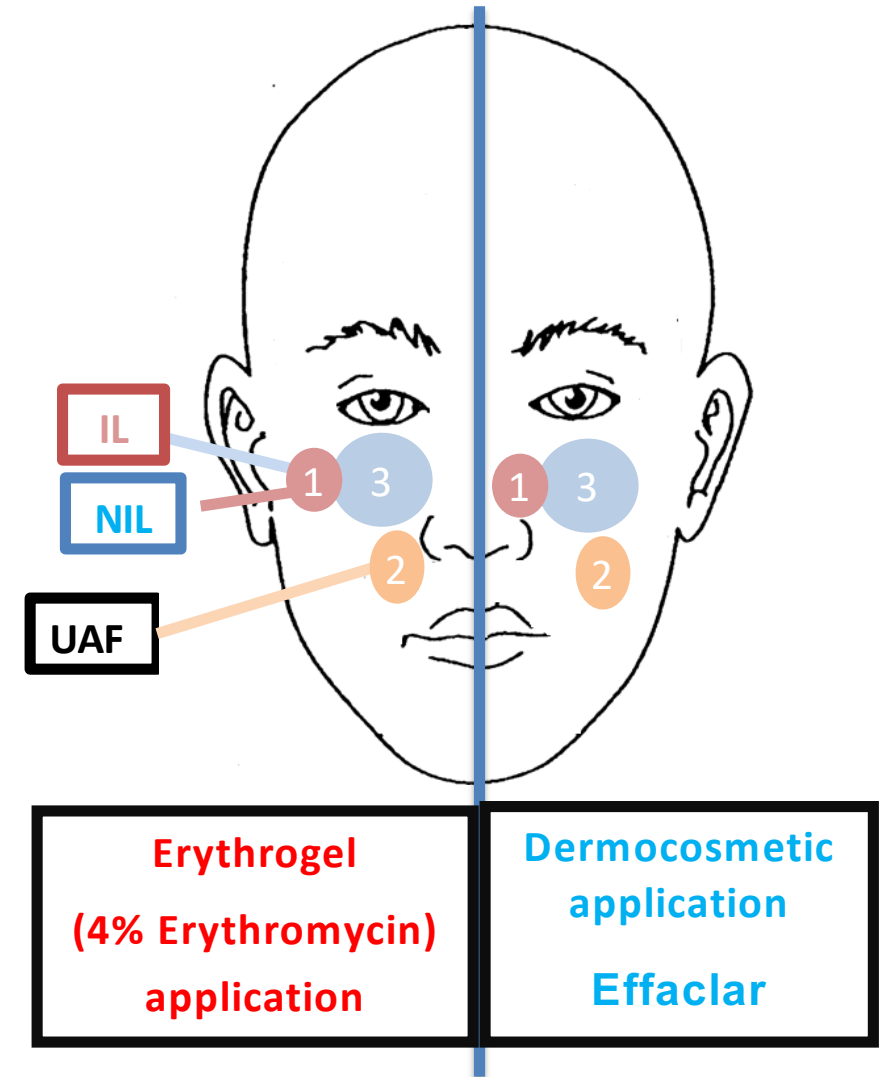 IL
1
3
1
3
NIL
2
2
UAF
Erythrogel
(4% Erythromycin)
application
Dermocosmetic
application
Effaclar